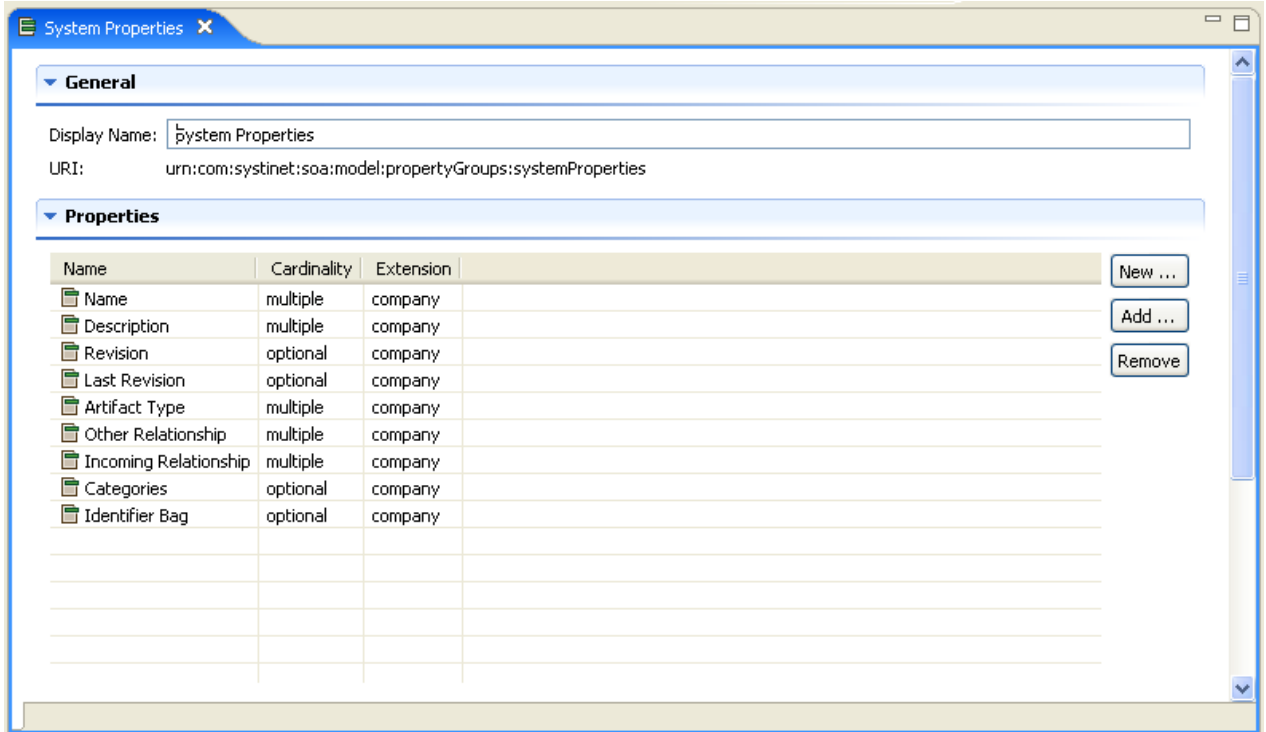 System Properties
General
Display Name: System Properties
URI: urn:com:systinet:soa:model:propertyGroups:systemProperties
Properties
Name Cardinality Extension
New ...
Name multiple company
Description multiple company
Add ...
Revision optional company
Remove
Last Revision optional company
Artifact Type multiple company
Other Relationship multiple company
Incoming Relationship multiple company
Categories optional company
Identifier Bag optional company